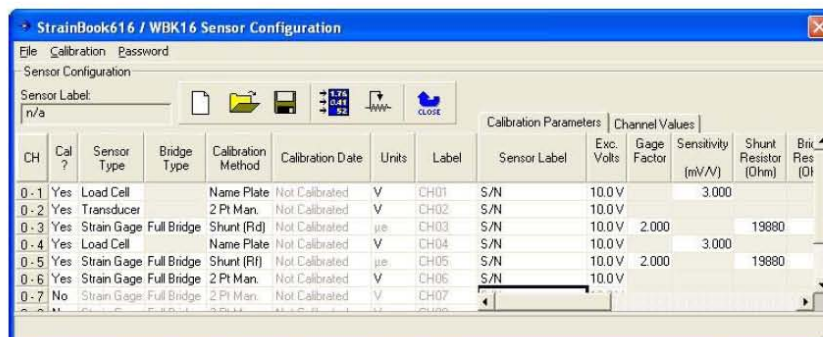 StrainBook616 / WBK16 Sensor Configuration
File Calibration Password
Sensor Configuration
Sensor Label:
n/a
1.76
0.41
52
CLOSE
Calibration Parameters Channel Values
CH Cal ? Sensor Type Bridge Type Calibration Method Calibration Date Units Label Sensor Label Exc. Volts Gage Factor Sensitivity (mV/V) Shunt Resistor (Ohm)
0 - 1 Yes Load Cell Name Plate Not Calibrated V CH01 S/N 10.0 V 3.000
0 - 2 Yes Transducer 2 Pt Man. Not Calibrated V CH02 S/N 10.0 V
0 - 3 Yes Strain Gage Full Bridge Shunt (Rd) Not Calibrated µe CH03 S/N 10.0 V 2.000 19880
0 - 4 Yes Load Cell Name Plate Not Calibrated V CH04 S/N 10.0 V 3.000
0 - 5 Yes Strain Gage Full Bridge Shunt (Rf) Not Calibrated µe CH05 S/N 10.0 V 2.000 19880
0 - 6 Yes Strain Gage Full Bridge 2 Pt Man. Not Calibrated V CH06 S/N 10.0 V
0 - 7 No Strain Gage Full Bridge 2 Pt Man. Not Calibrated V CH07